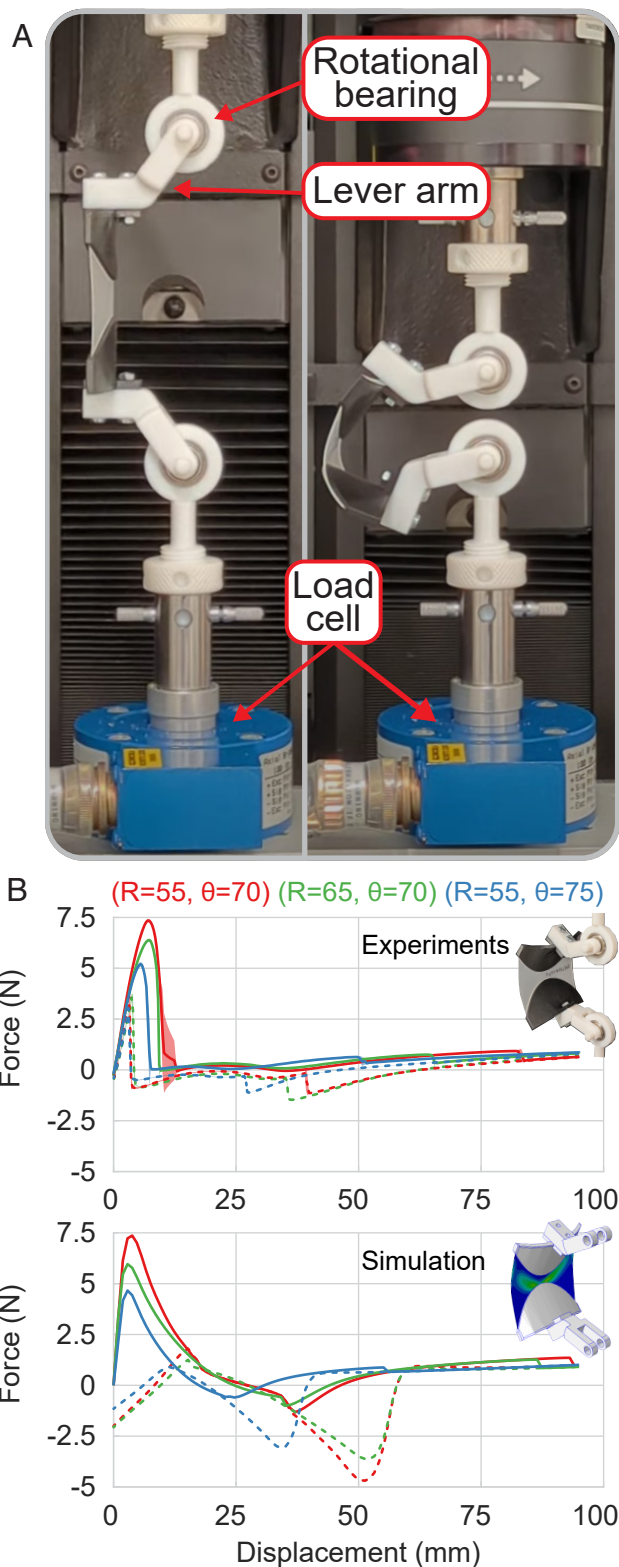 A
Rotational
bearing
Lever arm
Load
cell
B
(R=55, θ=70) (R=65, θ=70) (R=55, θ=75)
Experiments
Force (N)
7.5
5
2.5
0
-2.5
-5
0 25 50 75 100
Simulation
Force (N)
7.5
5
2.5
0
-2.5
-5
0 25 50 75 100
Displacement (mm)